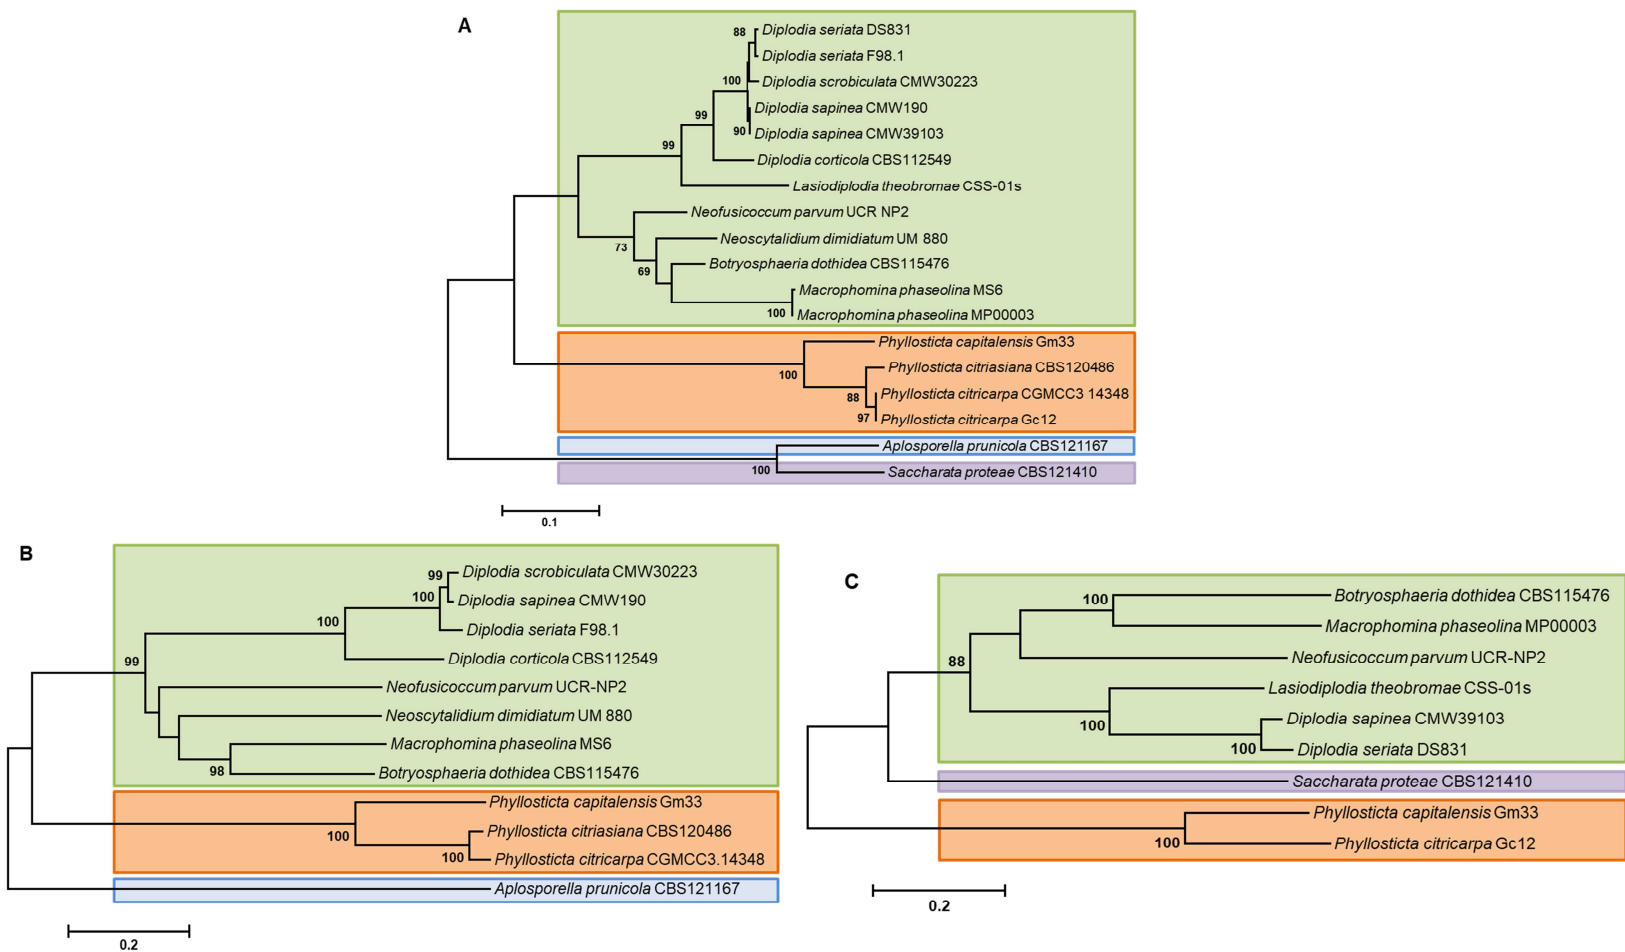 A
88
Diplodia seriata DS831
Diplodia seriata F98.1
100
Diplodia scrobiculata CMW30223
99
Diplodia sapinea CMW190
90
Diplodia sapinea CMW39103
99
Diplodia corticola CBS112549
Lasiodiplodia theobromae CSS-01s
Neofusicoccum parvum UCR NP2
73
Neoscytalidium dimidiatum UM 880
69
Botryosphaeria dothidea CBS115476
Macrophomina phaseolina MS6
100
Macrophomina phaseolina MP00003
Phyllosticta capitalensis Gm33
100
Phyllosticta citriasiana CBS120486
88
Phyllosticta citricarpa CGMCC3 14348
97
Phyllosticta citricarpa Gc12
Aplosporella prunicola CBS121167
100
Saccharata proteae CBS121410
0.1
B
99
Diplodia scrobiculata CMW30223
100
Diplodia sapinea CMW190
100
Diplodia seriata F98.1
99
Diplodia corticola CBS112549
Neofusicoccum parvum UCR-NP2
Neoscytalidium dimidiatum UM 880
Macrophomina phaseolina MS6
98
Botryosphaeria dothidea CBS115476
Phyllosticta capitalensis Gm33
100
Phyllosticta citriasiana CBS120486
100
Phyllosticta citricarpa CGMCC3.14348
Aplosporella prunicola CBS121167
0.2
C
100
Botryosphaeria dothidea CBS115476
Macrophomina phaseolina MP00003
88
Neofusicoccum parvum UCR-NP2
Lasiodiplodia theobromae CSS-01s
100
Diplodia sapinea CMW39103
100
Diplodia seriata DS831
Saccharata proteae CBS121410
Phyllosticta capitalensis Gm33
100
Phyllosticta citricarpa Gc12
0.2